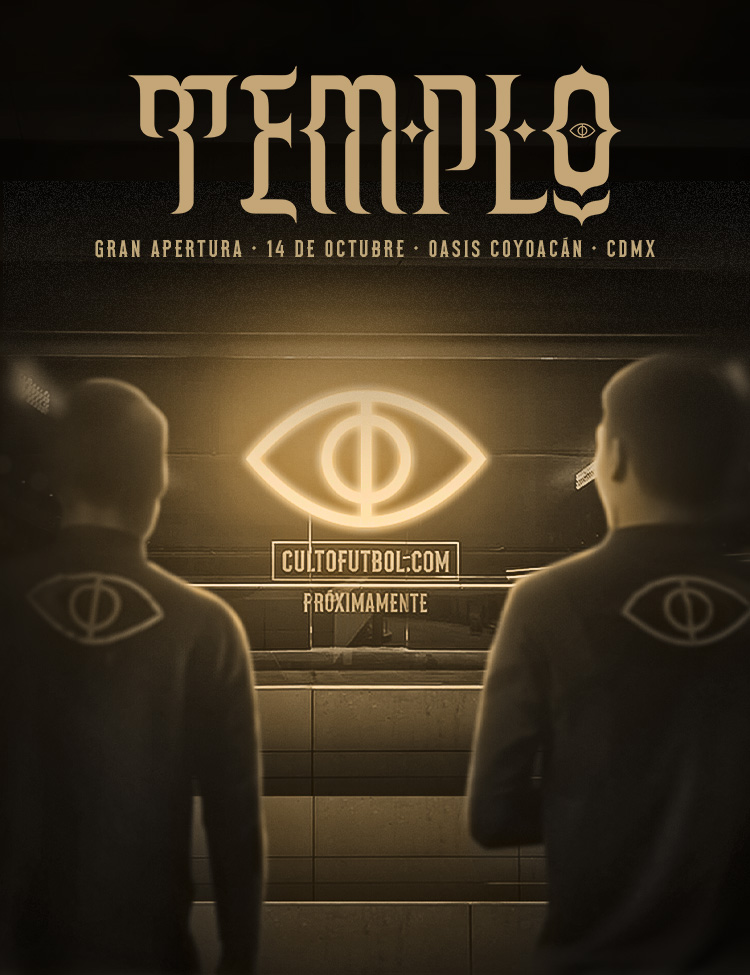 TEMPLO
GRAN APERTURA · 14 DE OCTUBRE · OASIS COYOACÁN · CDMX
CULTOFUTBOL.COM
PRÓXIMAMENTE